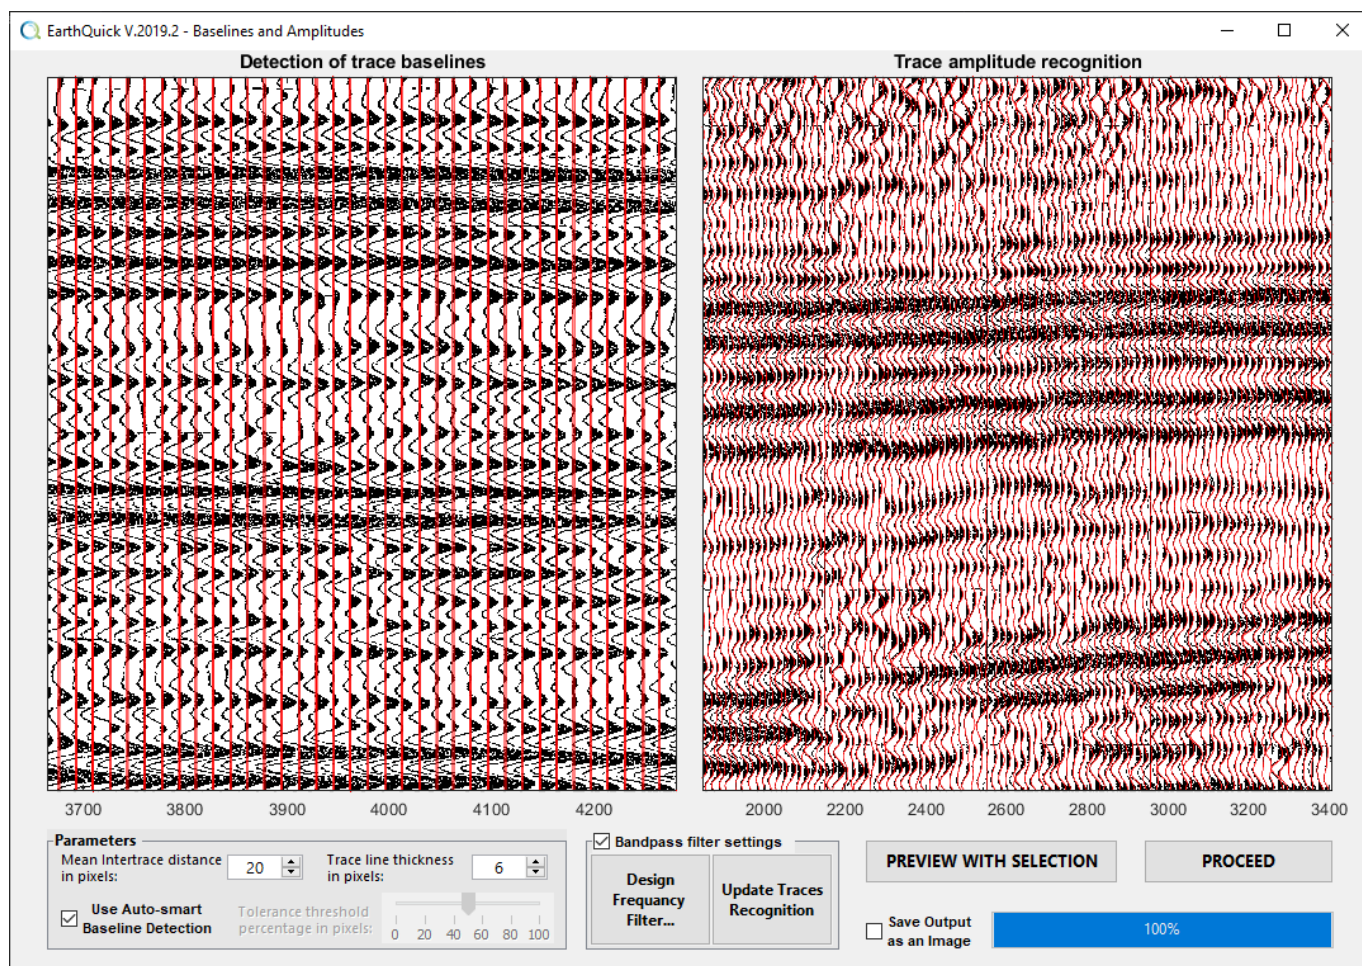 EarthQuick V.2019.2 - Baselines and Amplitudes
Detection of trace baselines
Trace amplitude recognition
3700 3800 3900 4000 4100 4200
2000 2200 2400 2600 2800 3000 3200 3400
Parameters
Mean Intertrace distance
in pixels:
20
Trace line thickness
in pixels:
6
Use Auto-smart
Baseline Detection
Tolerance threshold
percentage in pixels:
0 20 40 60 80 100
Bandpass filter settings
Design
Frequancy
Filter...
Update Traces
Recognition
PREVIEW WITH SELECTION
PROCEED
Save Output
as an Image
100%